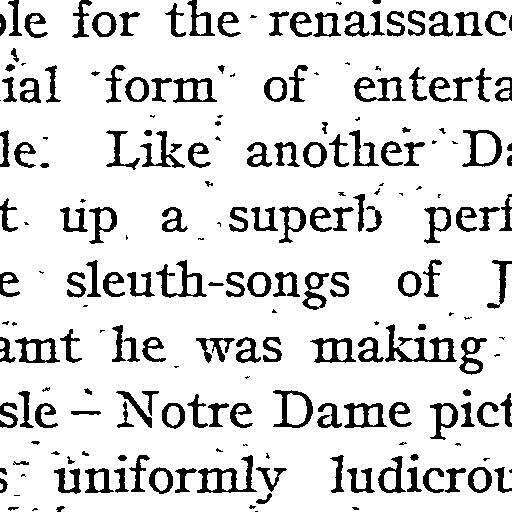 ble for the renaissanc
ial form of enterta
le. Like another Da
t up a superb perf
e sleuth-songs of J
amt he was making
sle – Notre Dame pict
s uniformly ludicrou